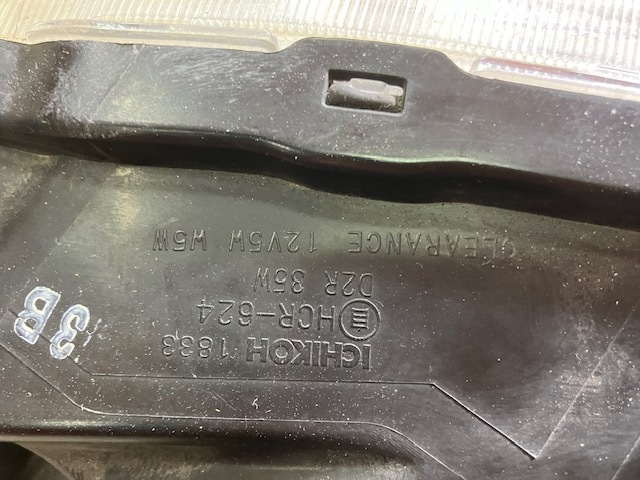 ICHIKOH 1833
HCR-624
D2R 35W
CLEARANCE 12V5W W5W
3B